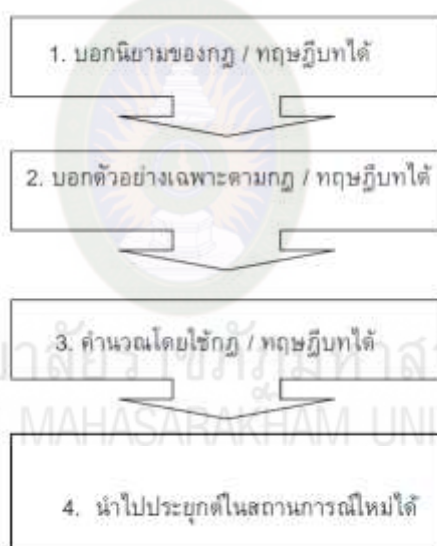 1. บอกนิยามของกฎ / ทฤษฎีบทได้
2. บอกตัวอย่างเฉพาะตามกฎ / ทฤษฎีบทได้
3. คำนวณโดยใช้กฎ / ทฤษฎีบทได้
MAHASARAKHAM UNI
4. นำไปประยุกต์ในสถานการณ์ใหม่ได้